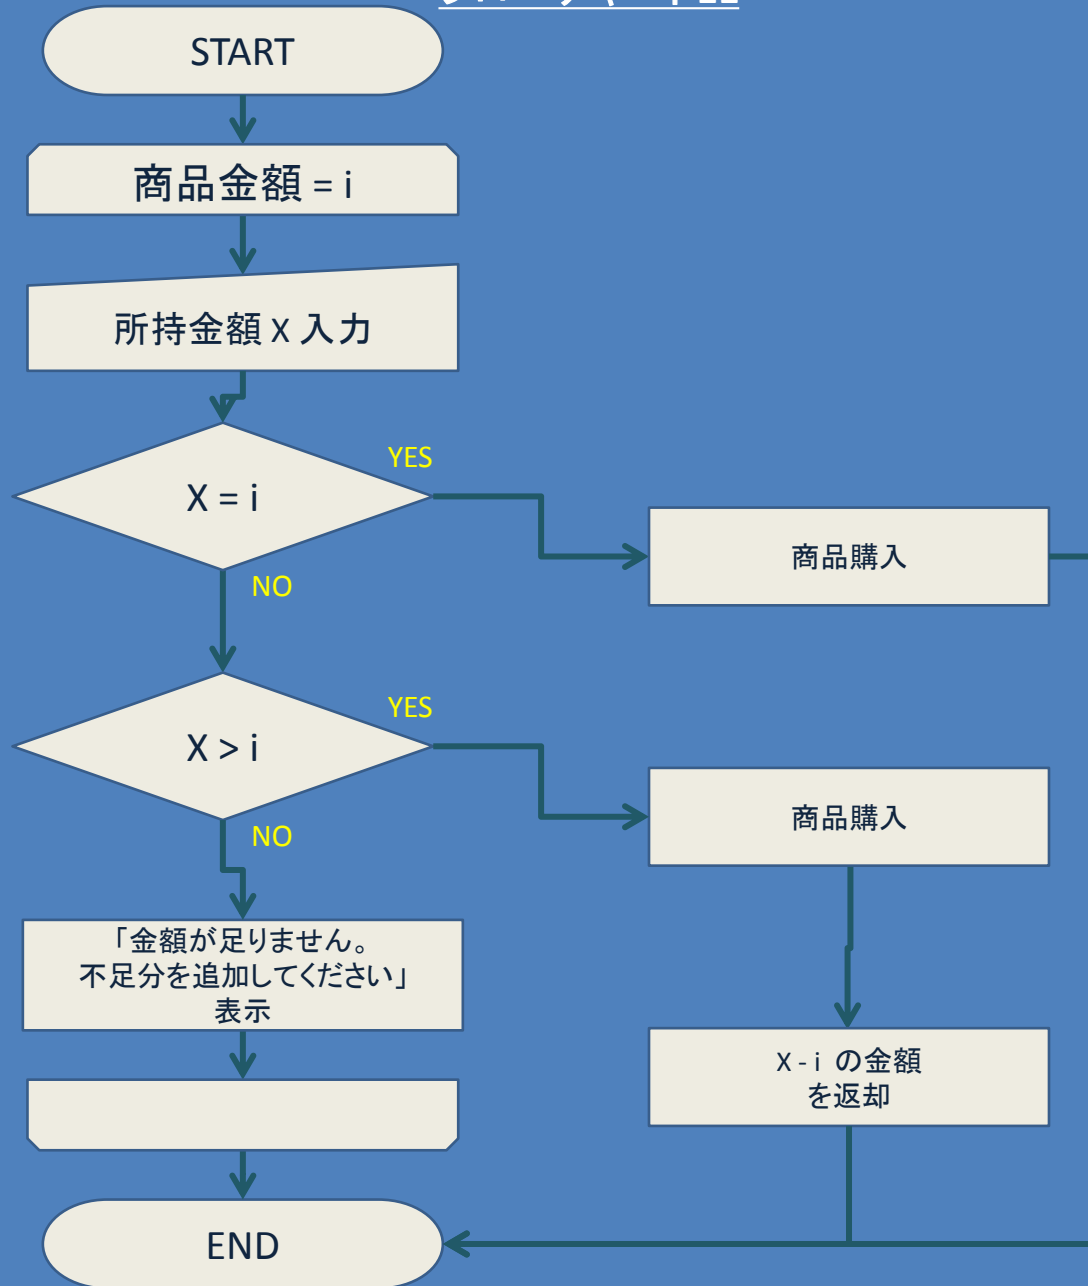 START
商品金額 = i
所持金額 X 入力
X = i
YES
商品購入
NO
X > i
YES
商品購入
NO
「金額が足りません。
不足分を追加してください」
表示
X - i の金額
を返却
END